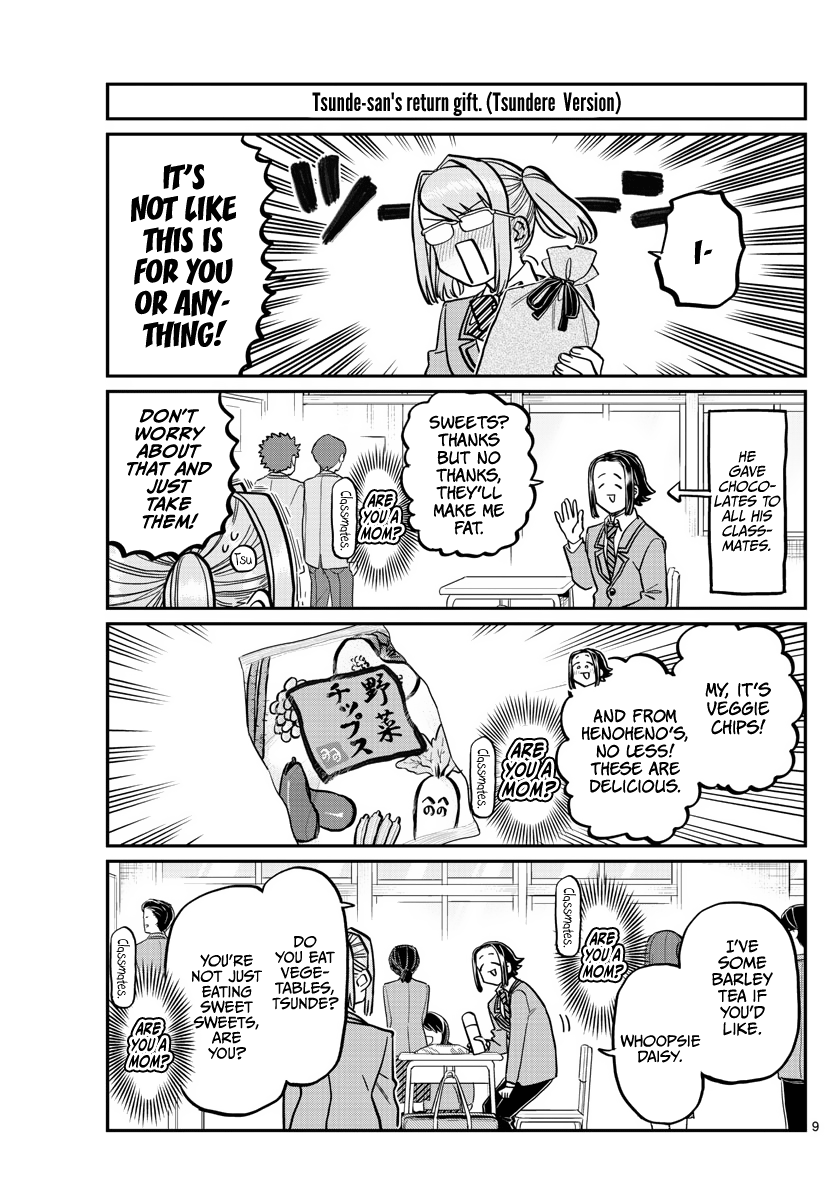 Tsunde-san's return gift. (Tsundere Version)
I-
IT'S
NOT LIKE
THIS IS
FOR YOU
OR ANY-
THING!
HE
GAVE
CHOCO-
LATES TO
ALL HIS
CLASS-
MATES.
SWEETS?
THANKS
BUT NO
THANKS,
THEY'LL
MAKE ME
FAT.
ARE
YOU A
MOM?
Classmates.
DON'T
WORRY
ABOUT
THAT AND
JUST
TAKE
THEM!
Tsu
MY, IT'S
VEGGIE
CHIPS!
AND FROM
HENOHENO'S,
NO LESS!
THESE ARE
DELICIOUS.
ARE
YOU A
MOM?
Classmates.
野菜
チップス
へへ
のの
I'VE
SOME
BARLEY
TEA IF
YOU'D
LIKE.
WHOOPSIE
DAISY.
ARE
YOU A
MOM?
Classmates.
DO
YOU EAT
VEGE-
TABLES,
TSUNDE?
YOU'RE
NOT JUST
EATING
SWEET
SWEETS,
ARE
YOU?
ARE
YOU A
MOM?
Classmates.
9